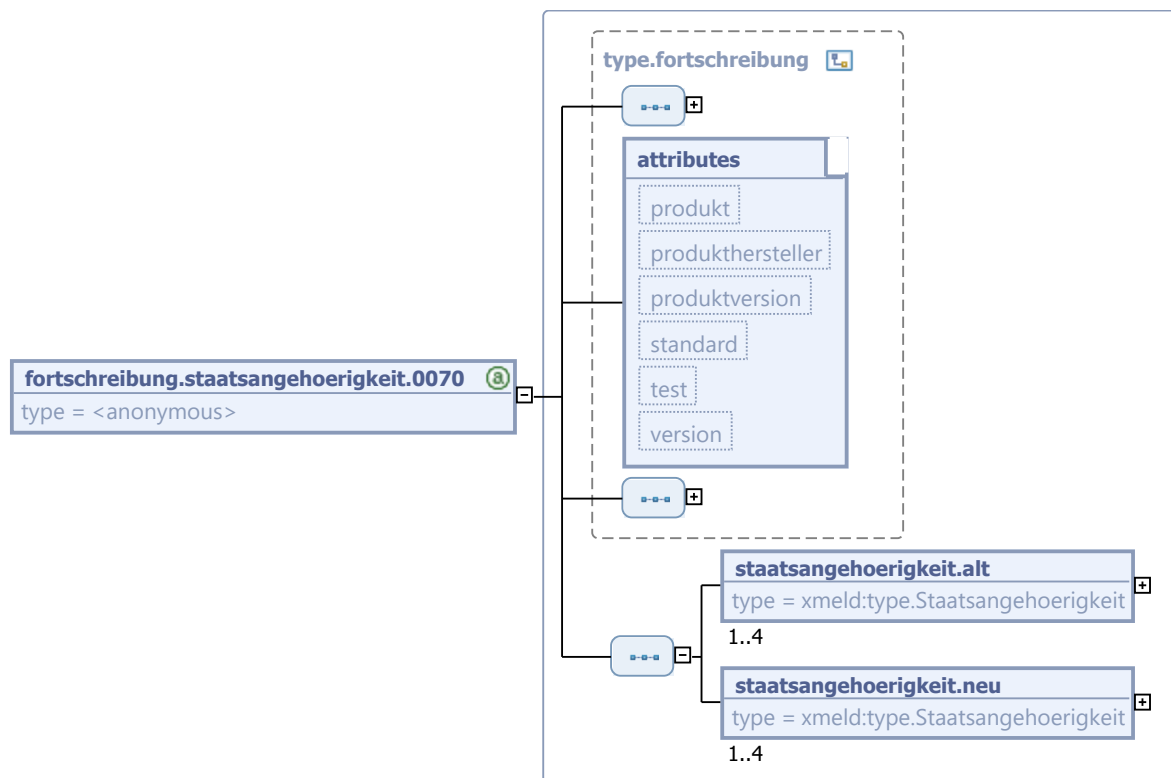 type.fortschreibung
attributes
produkt
produkthersteller
produktversion
standard
test
version
fortschreibung.staatsangehoerigkeit.0070 a
type = <anonymous>
staatsangehoerigkeit.alt
type = xmeld:type.Staatsangehoerigkeit
1..4
staatsangehoerigkeit.neu
type = xmeld:type.Staatsangehoerigkeit
1..4